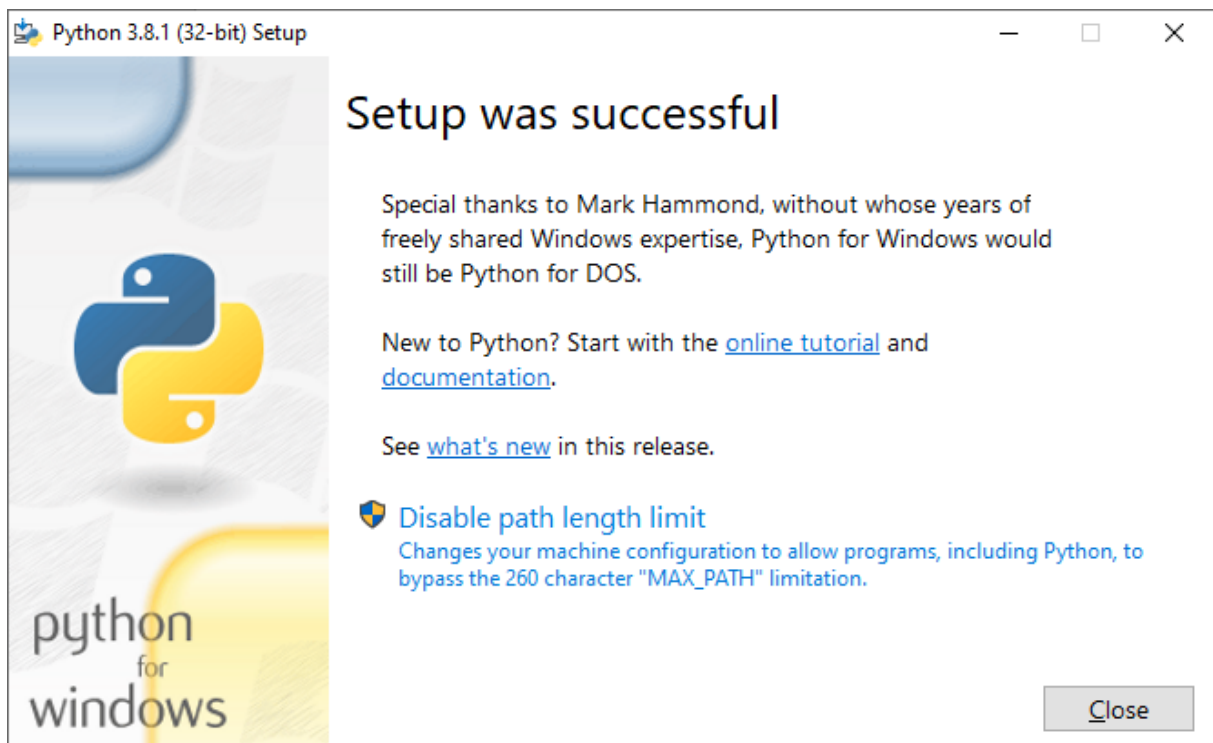 Python 3.8.1 (32-bit) Setup
Setup was successful
Special thanks to Mark Hammond, without whose years of
freely shared Windows expertise, Python for Windows would
still be Python for DOS.
New to Python? Start with the online tutorial and
documentation.
See what's new in this release.
Disable path length limit
Changes your machine configuration to allow programs, including Python, to
bypass the 260 character "MAX_PATH" limitation.
python
for
windows
Close